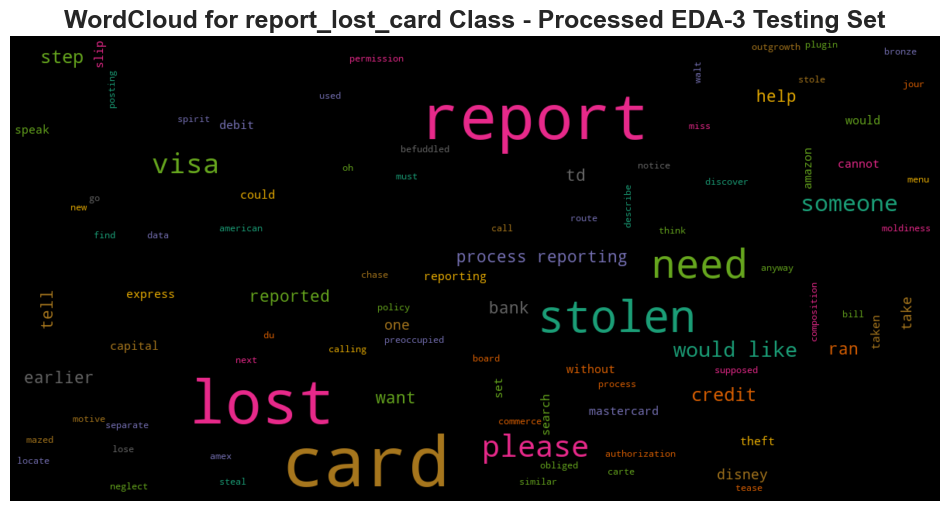 WordCloud for report_lost_card Class - Processed EDA-3 Testing Set
step
slip
permission
outgrowth
plugin
bronze
posting
used
walt
stole
help
jour
speak
spirit
debit
report
miss
would
visa
befuddled
oh
must
td
notice
amazon
cannot
menu
new
go
could
discover
describe
someone
find
data
american
call
route
think
moldiness
process reporting
need
anyway
chase
reporting
tell
express
reported
policy
bank
stolen
composition
bill
take
taken
one
preoccupied
capital
du
calling
would like
ran
next
board
earlier
without
supposed
lost
want
set
process
credit
search
mastercard
commerce
motive
separate
mazed
lose
please
theft
locate
amex
card
obliged
authorization
carte
disney
neglect
steal
similar
tease